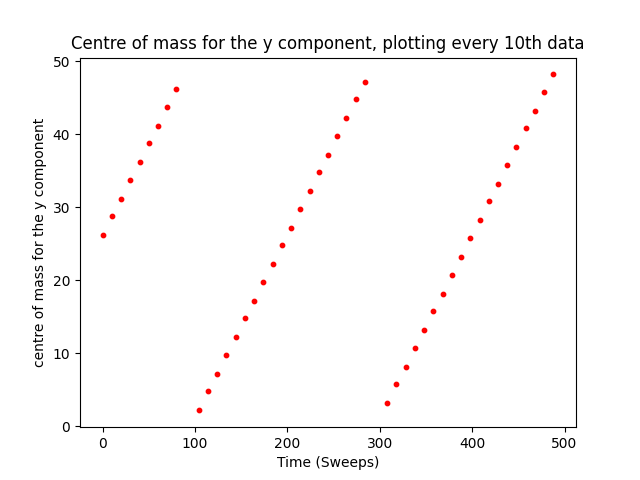 Centre of mass for the y component, plotting every 10th data
50
40
30
20
10
0
centre of mass for the y component
0 100 200 300 400 500
Time (Sweeps)